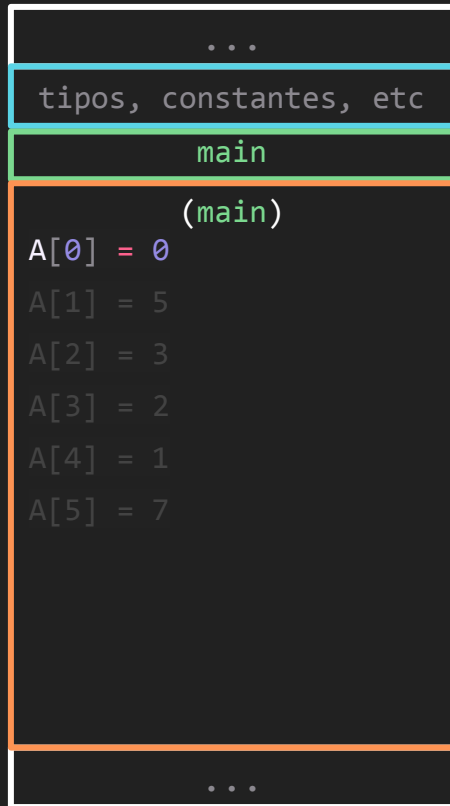 ...
tipos, constantes, etc
main
(main)
A[0] = 0
A[1] = 5
A[2] = 3
A[3] = 2
A[4] = 1
A[5] = 7
...